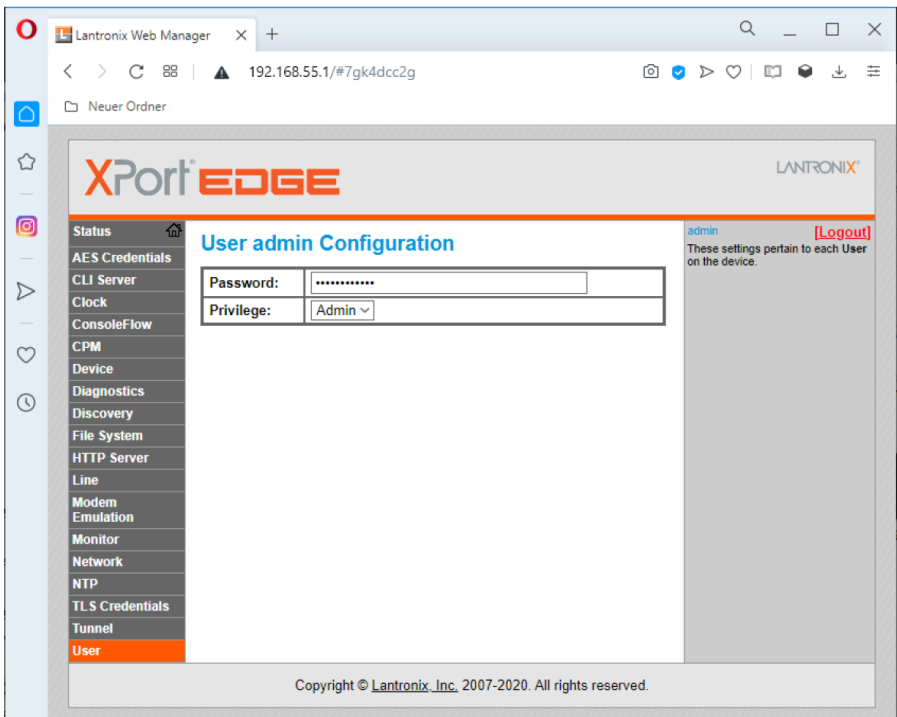 Lantronix Web Manager
192.168.55.1/#7gk4dcc2g
Neuer Ordner
XPort EDGE
LANTRONIX®
Status
AES Credentials
CLI Server
Clock
ConsoleFlow
CPM
Device
Diagnostics
Discovery
File System
HTTP Server
Line
Modem
Emulation
Monitor
Network
NTP
TLS Credentials
Tunnel
User
User admin Configuration
Password: ••••••••••••
Privilege: Admin
admin [Logout]
These settings pertain to each User
on the device.
Copyright © Lantronix, Inc. 2007-2020. All rights reserved.